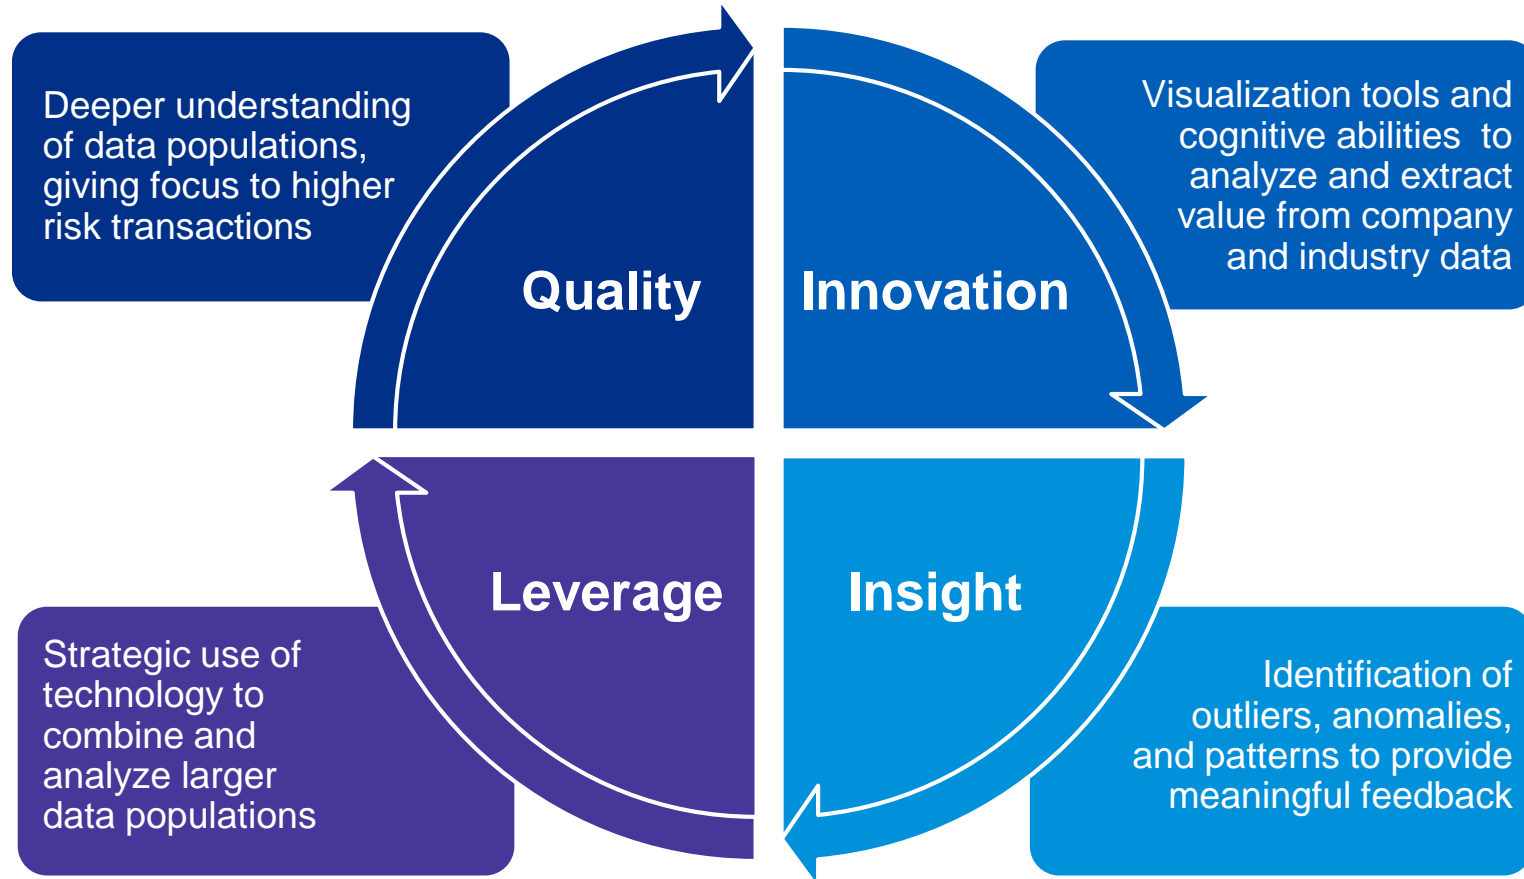 Deeper understanding
of data populations,
giving focus to higher
risk transactions
Visualization tools and
cognitive abilities  to
analyze and extract
value from company
and industry data
Quality
Innovation
Leverage
Insight
Strategic use of
technology to
combine and
analyze larger
data populations
Identification of
outliers, anomalies,
and patterns to provide
meaningful feedback